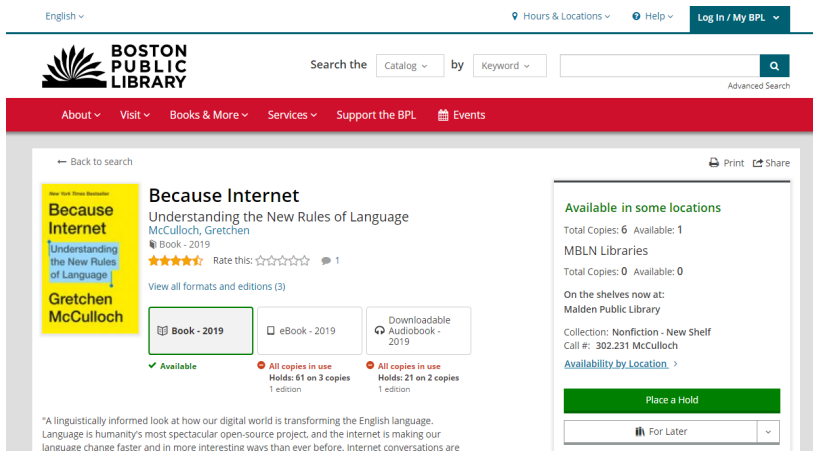 English
Hours & Locations
Help
Log In / My BPL
BOSTON
PUBLIC
LIBRARY
Search the
Catalog
by
Keyword
Advanced Search
About
Visit
Books & More
Services
Support the BPL
Events
← Back to search
Print
Share
New York Times Bestseller
Because
Internet
Understanding
the New Rules
of Language
Gretchen
McCulloch
Because Internet
Understanding the New Rules of Language
McCulloch, Gretchen
Book - 2019
Rate this:
1
View all formats and editions (3)
Book - 2019
Available
eBook - 2019
All copies in use
Holds: 61 on 3 copies
1 edition
Downloadable
Audiobook -
2019
All copies in use
Holds: 21 on 2 copies
1 edition
"A linguistically informed look at how our digital world is transforming the English language.
Language is humanity's most spectacular open-source project, and the internet is making our
language change faster and in more interesting ways than ever before. Internet conversations are
Available in some locations
Total Copies: 6 Available: 1
MBLN Libraries
Total Copies: 0 Available: 0
On the shelves now at:
Malden Public Library
Collection: Nonfiction - New Shelf
Call #: 302.231 McCulloch
Availability by Location >
Place a Hold
For Later